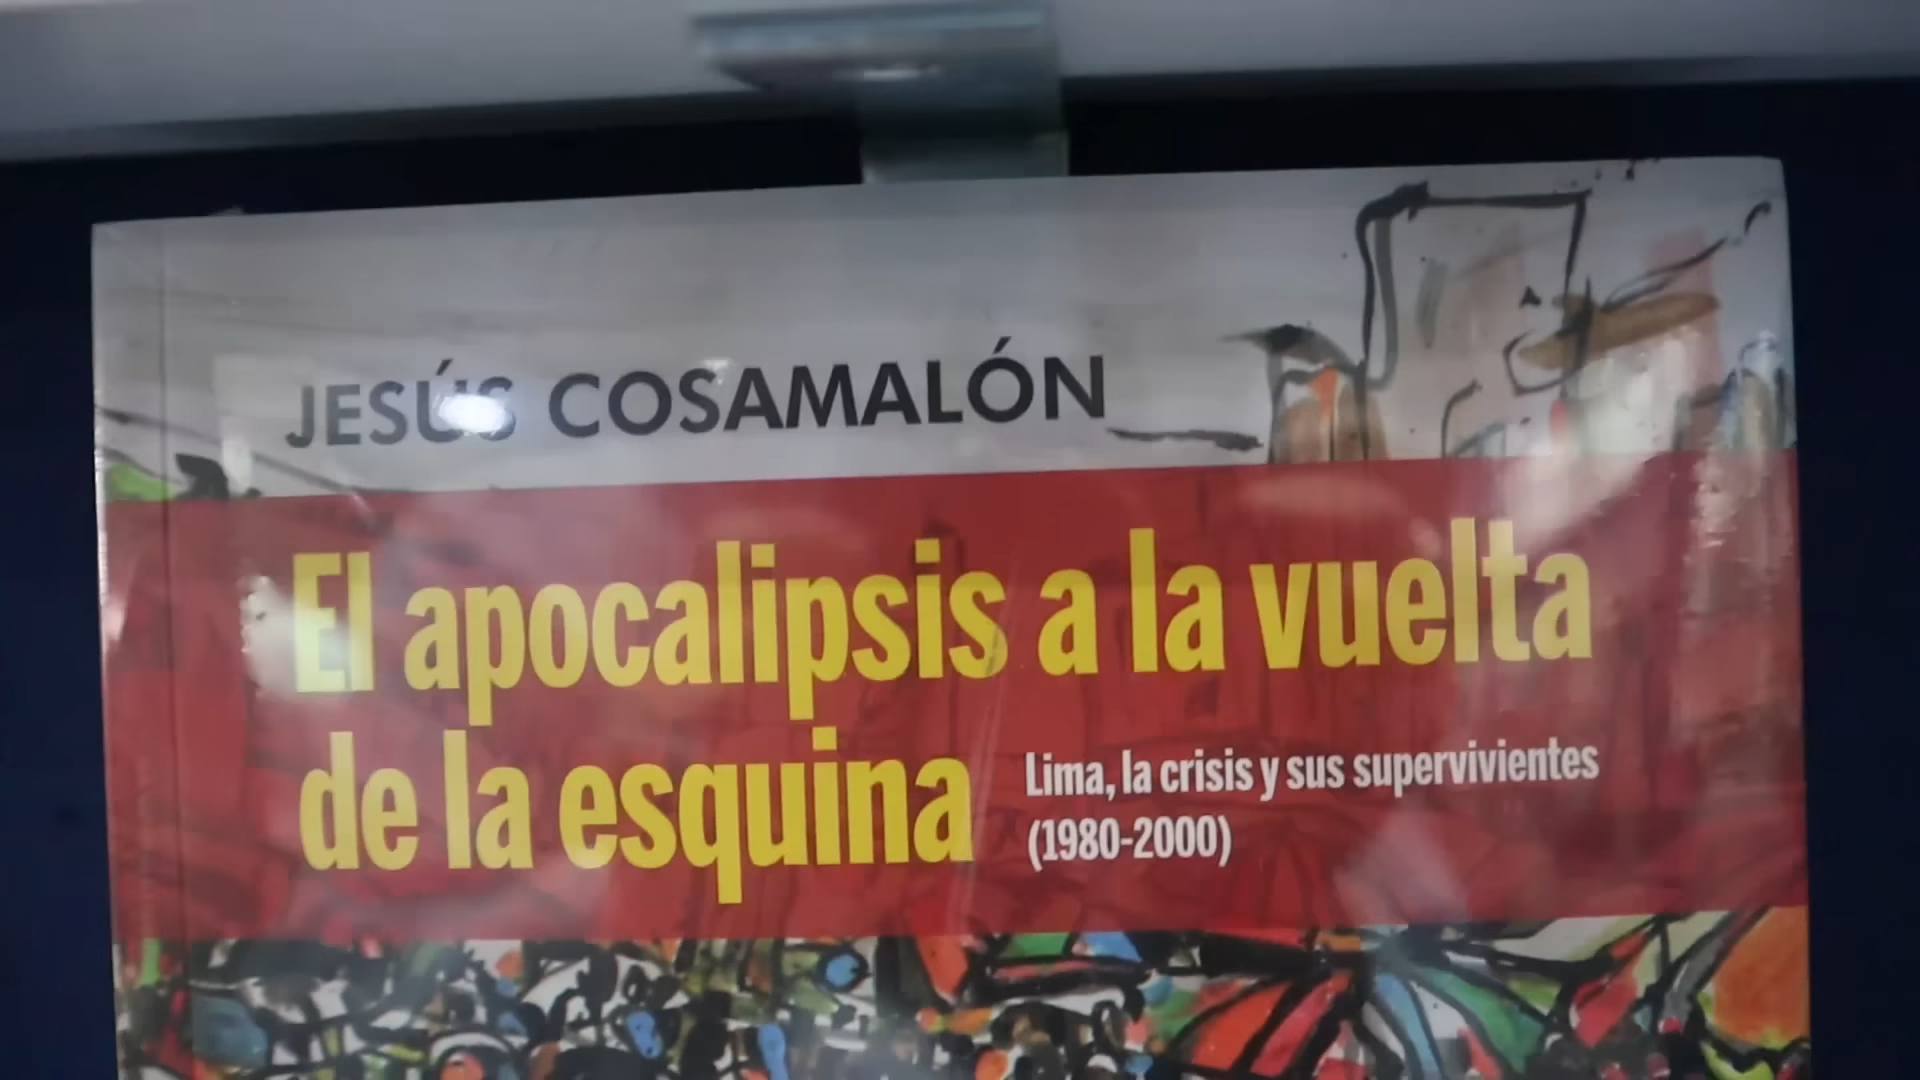 JESÚS COSAMALÓN
El apocalipsis a la vuelta
de la esquina
Lima, la crisis y sus supervivientes
(1980-2000)